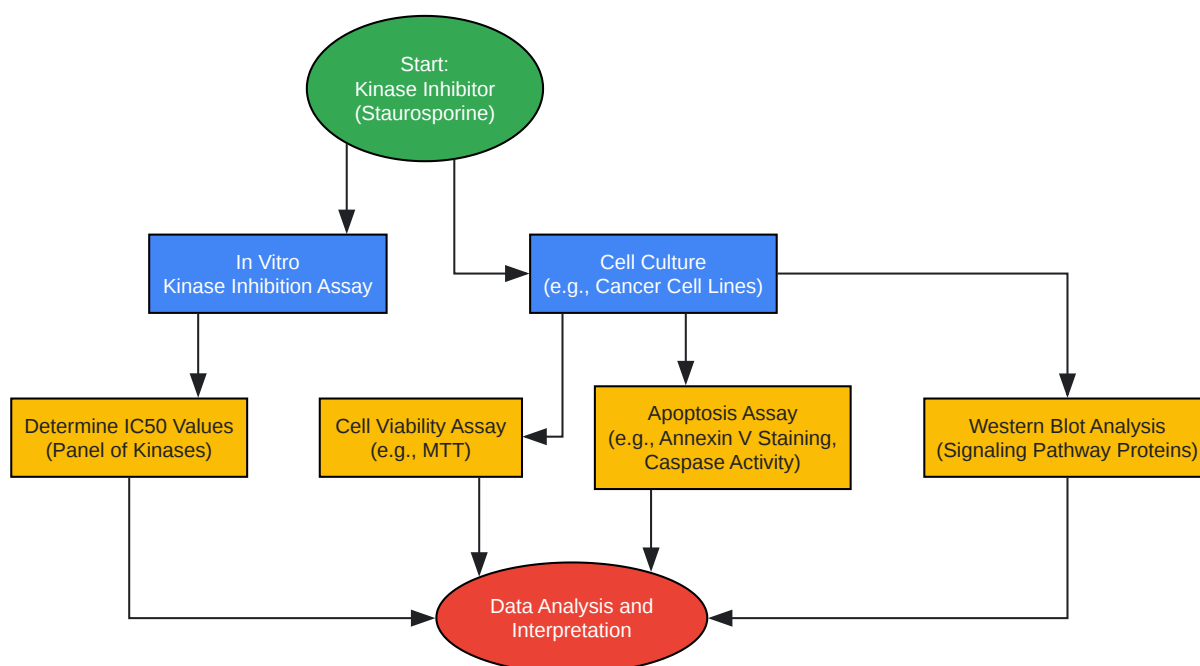 Start:
Kinase Inhibitor
(Staurosporine)
In Vitro
Kinase Inhibition Assay
Cell Culture
(e.g., Cancer Cell Lines)
Determine IC50 Values
(Panel of Kinases)
Cell Viability Assay
(e.g., MTT)
Apoptosis Assay
(e.g., Annexin V Staining,
Caspase Activity)
Western Blot Analysis
(Signaling Pathway Proteins)
Data Analysis and
Interpretation